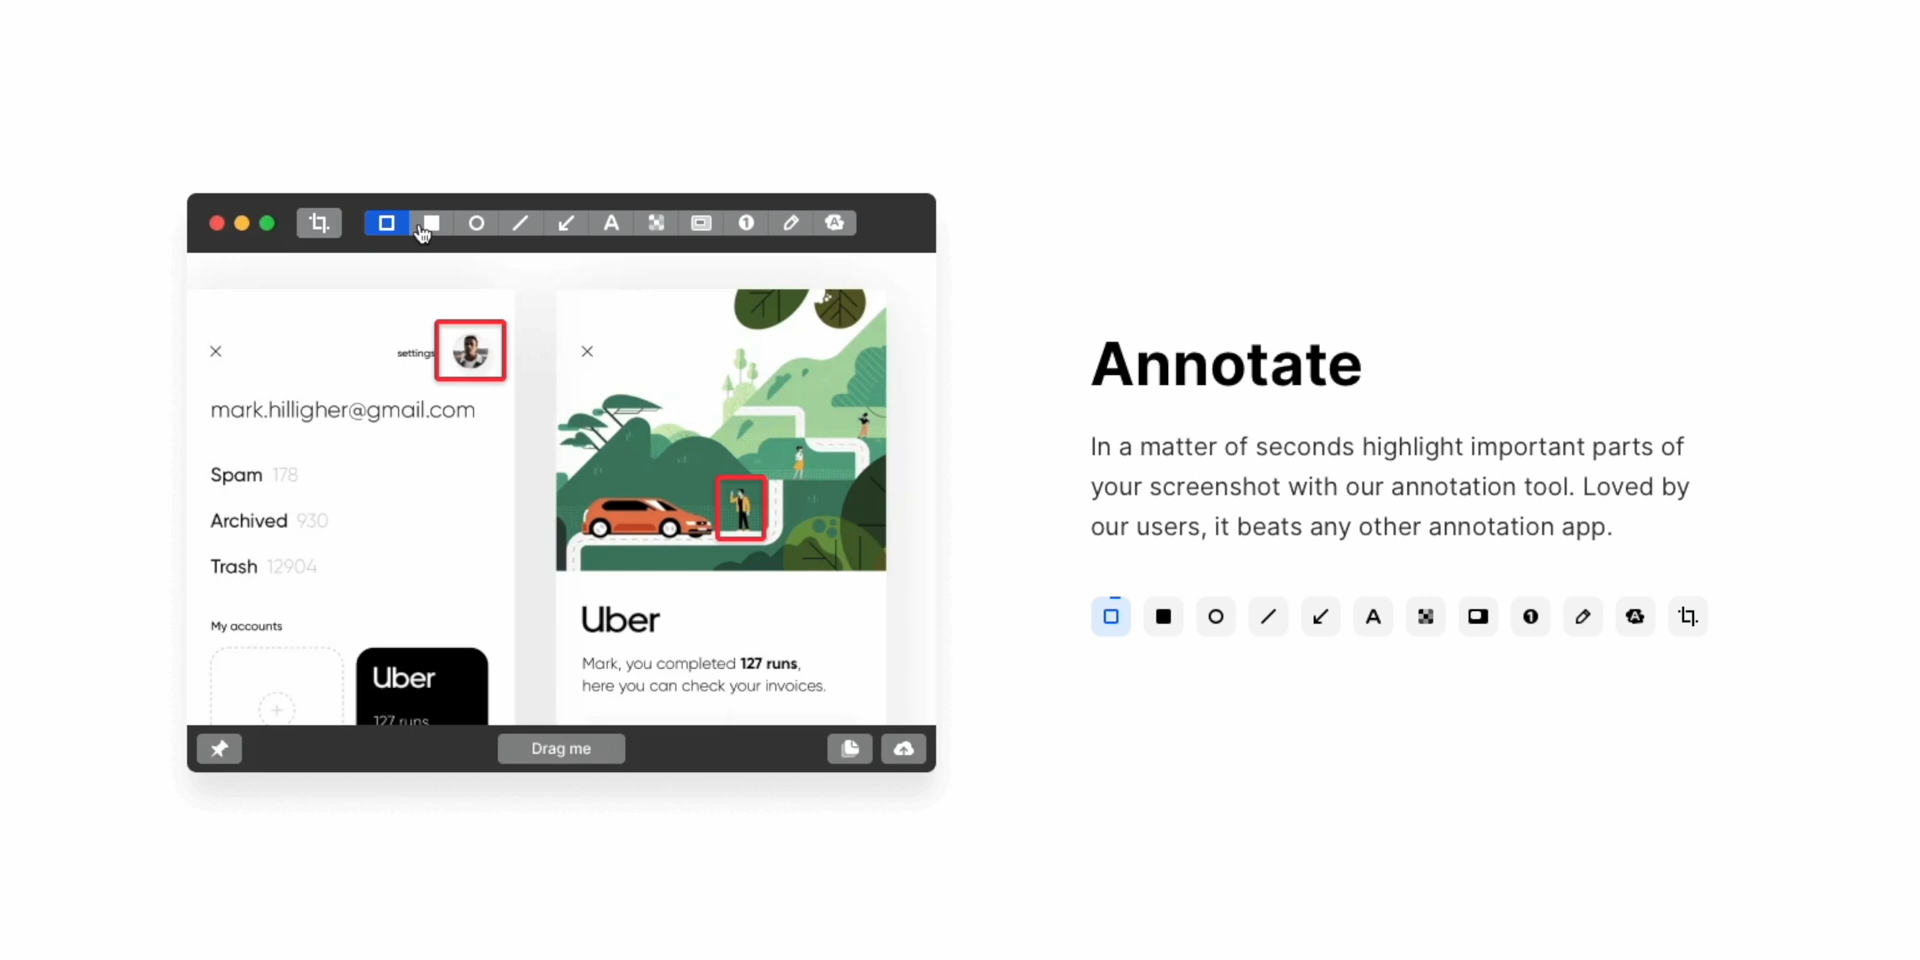 A
1
A
settings
mark.hilligher@gmail.com
Spam 178
Archived 930
Trash 12904
My accounts
Uber
127 runs
Uber
Mark, you completed 127 runs,
here you can check your invoices.
Drag me
Annotate
In a matter of seconds highlight important parts of
your screenshot with our annotation tool. Loved by
our users, it beats any other annotation app.
A
1
A